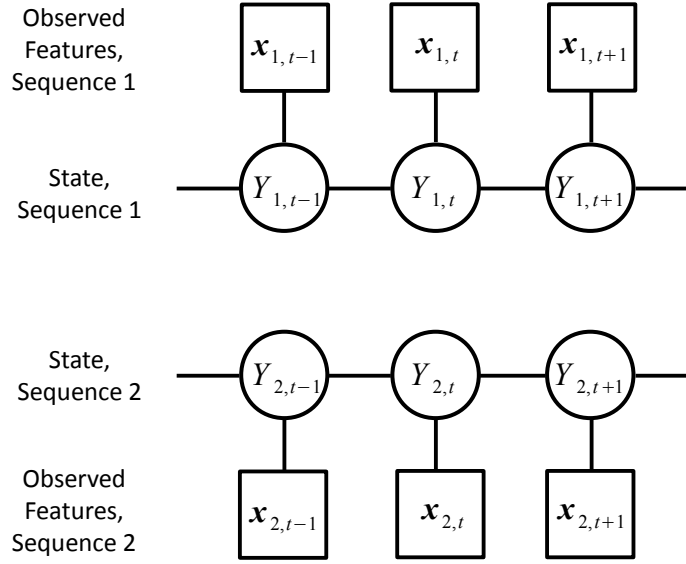 Observed
Features,
Sequence 1
x1,t−1
x1,t
x1,t+1
State,
Sequence 1
Y1,t−1
Y1,t
Y1,t+1
State,
Sequence 2
Y2,t−1
Y2,t
Y2,t+1
Observed
Features,
Sequence 2
x2,t−1
x2,t
x2,t+1